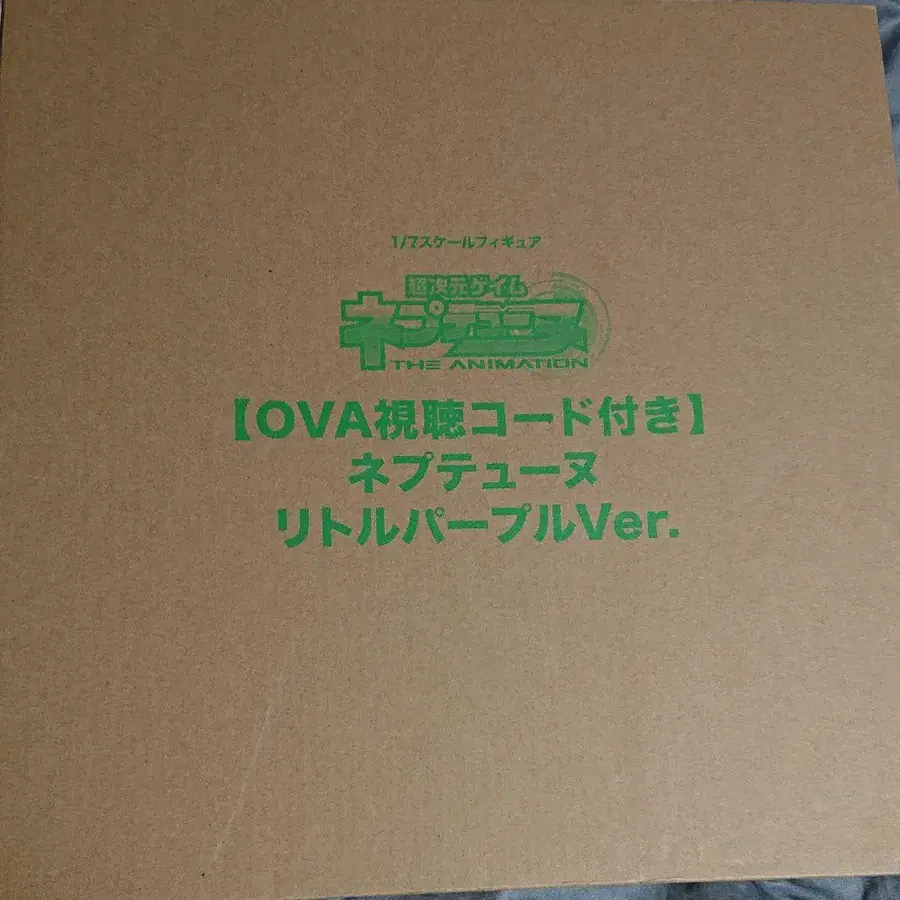 1/7スケールフィギュア
超次元ゲイム
ネプテューヌ
THE ANIMATION
【OVA視聴コード付き】
ネプテューヌ
リトルパープルVer.